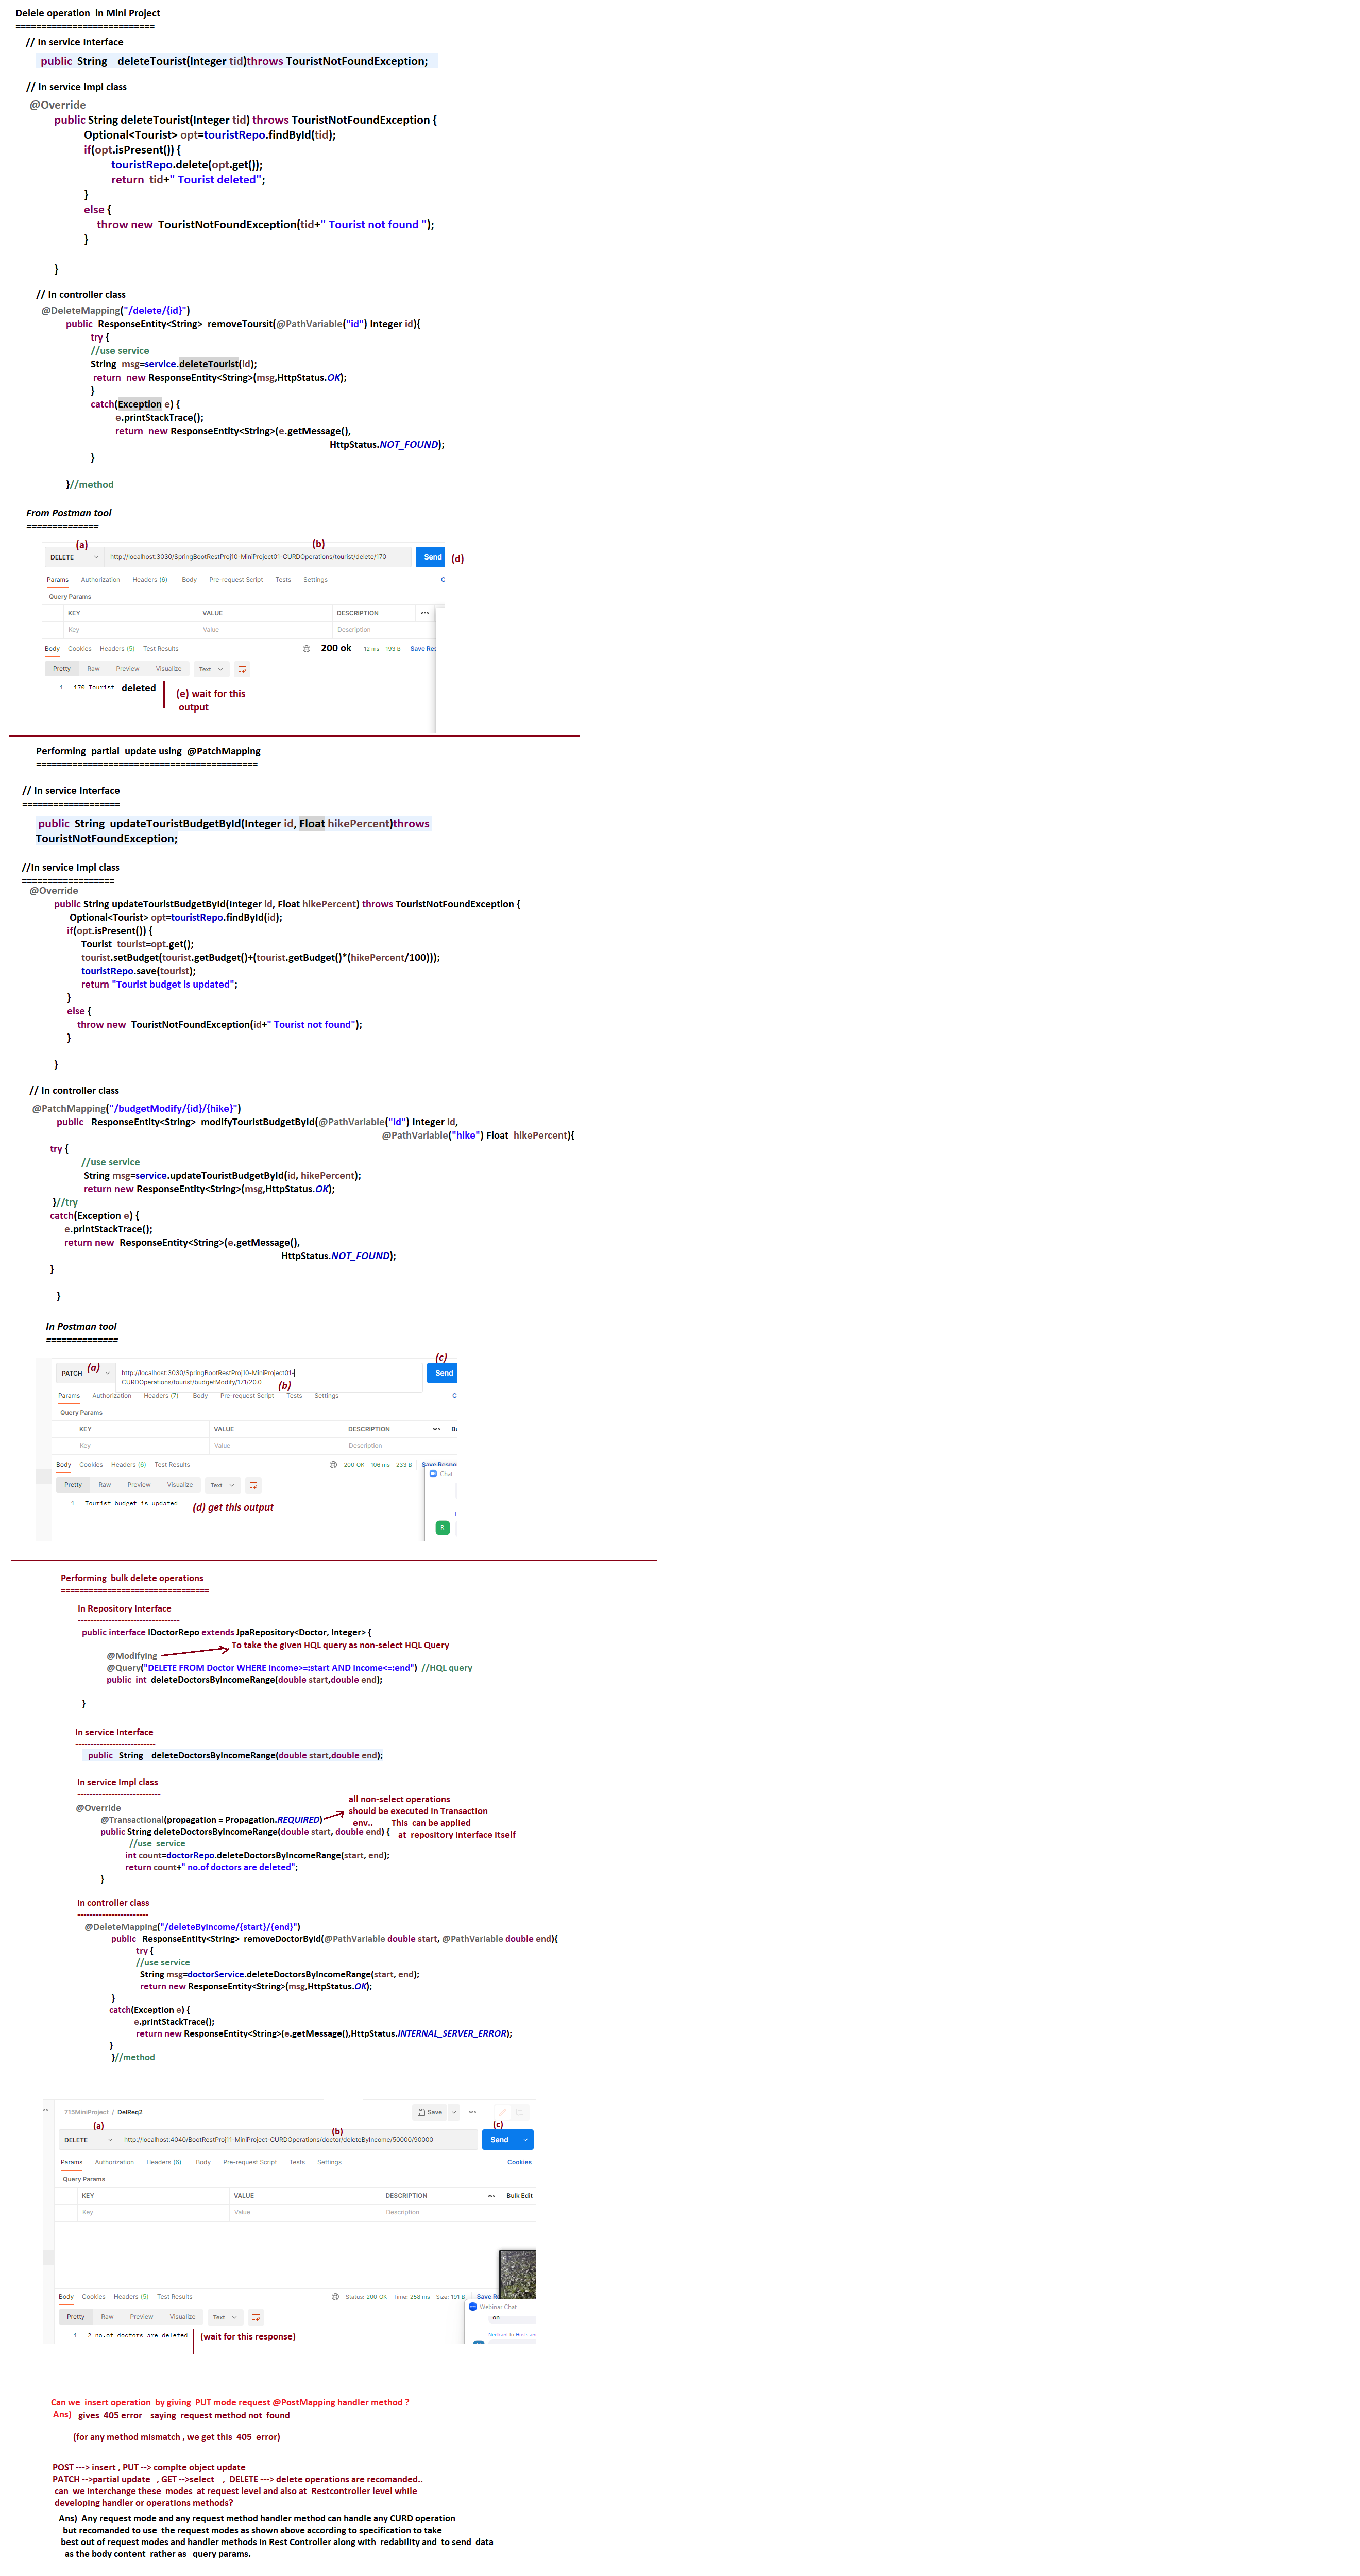 Delele operation in Mini Project
===========================
// In service Interface
public String deleteTourist(Integer tid)throws TouristNotFoundException;
// In service Impl class
@Override
public String deleteTourist(Integer tid) throws TouristNotFoundException {
Optional<Tourist> opt=touristRepo.findById(tid);
if(opt.isPresent()) {
touristRepo.delete(opt.get());
return tid+" Tourist deleted";
}
else {
throw new TouristNotFoundException(tid+" Tourist not found ");
}
}
// In controller class
@DeleteMapping("/delete/{id}")
public ResponseEntity<String> removeToursit(@PathVariable("id") Integer id){
try {
//use service
String msg=service.deleteTourist(id);
return new ResponseEntity<String>(msg,HttpStatus.OK);
}
catch(Exception e) {
e.printStackTrace();
return new ResponseEntity<String>(e.getMessage(),
HttpStatus.NOT_FOUND);
}
}//method
From Postman tool
==============
(a) (b)
DELETE http://localhost:3030/SpringBootRestProj10-MiniProject01-CURDOperations/tourist/delete/170 Send (d)
Params Authorization Headers (6) Body Pre-request Script Tests Settings C
Query Params
KEY VALUE DESCRIPTION •••
Key Value Description
Body Cookies Headers (5) Test Results 200 ok 12 ms 193 B Save Res
Pretty Raw Preview Visualize Text
1 170 Tourist deleted
(e) wait for this
output
Performing partial update using @PatchMapping
===========================================
// In service Interface
===================
public String updateTouristBudgetById(Integer id, Float hikePercent)throws
TouristNotFoundException;
//In service Impl class
==================
@Override
public String updateTouristBudgetById(Integer id, Float hikePercent) throws TouristNotFoundException {
Optional<Tourist> opt=touristRepo.findById(id);
if(opt.isPresent()) {
Tourist tourist=opt.get();
tourist.setBudget(tourist.getBudget()+(tourist.getBudget()*(hikePercent/100)));
touristRepo.save(tourist);
return "Tourist budget is updated";
}
else {
throw new TouristNotFoundException(id+" Tourist not found");
}
}
// In controller class
@PatchMapping("/budgetModify/{id}/{hike}")
public ResponseEntity<String> modifyTouristBudgetById(@PathVariable("id") Integer id,
@PathVariable("hike") Float hikePercent){
try {
//use service
String msg=service.updateTouristBudgetById(id, hikePercent);
return new ResponseEntity<String>(msg,HttpStatus.OK);
}//try
catch(Exception e) {
e.printStackTrace();
return new ResponseEntity<String>(e.getMessage(),
HttpStatus.NOT_FOUND);
}
}
In Postman tool
==============
(c)
PATCH (a) http://localhost:3030/SpringBootRestProj10-MiniProject01- Send
CURDOperations/tourist/budgetModify/171/20.0 (b)
Params Authorization Headers (7) Body Pre-request Script Tests Settings C
Query Params
KEY VALUE DESCRIPTION ••• Bu
Key Value Description
Body Cookies Headers (6) Test Results 200 OK 106 ms 233 B Save Respon
Chat
Pretty Raw Preview Visualize Text
1 Tourist budget is updated (d) get this output
R
Performing bulk delete operations
================================
In Repository Interface
---------------------------------
public interface IDoctorRepo extends JpaRepository<Doctor, Integer> {
To take the given HQL query as non-select HQL Query
@Modifying
@Query("DELETE FROM Doctor WHERE income>=:start AND income<=:end") //HQL query
public int deleteDoctorsByIncomeRange(double start,double end);
}
In service Interface
--------------------------
public String deleteDoctorsByIncomeRange(double start,double end);
In service Impl class
---------------------------
@Override
@Transactional(propagation = Propagation.REQUIRED)
all non-select operations
should be executed in Transaction
env.. This can be applied
at repository interface itself
public String deleteDoctorsByIncomeRange(double start, double end) {
//use service
int count=doctorRepo.deleteDoctorsByIncomeRange(start, end);
return count+" no.of doctors are deleted";
}
In controller class
-----------------------
@DeleteMapping("/deleteByIncome/{start}/{end}")
public ResponseEntity<String> removeDoctorById(@PathVariable double start, @PathVariable double end){
try {
//use service
String msg=doctorService.deleteDoctorsByIncomeRange(start, end);
return new ResponseEntity<String>(msg,HttpStatus.OK);
}
catch(Exception e) {
e.printStackTrace();
return new ResponseEntity<String>(e.getMessage(),HttpStatus.INTERNAL_SERVER_ERROR);
}
}//method
715MiniProject / DelReq2 Save •••
(a) (b) (c)
DELETE http://localhost:4040/BootRestProj11-MiniProject-CURDOperations/doctor/deleteByIncome/50000/90000 Send
Params Authorization Headers (6) Body Pre-request Script Tests Settings Cookies
Query Params
KEY VALUE DESCRIPTION ••• Bulk Edit
Key Value Description
Body Cookies Headers (5) Test Results Status: 200 OK Time: 258 ms Size: 191 B Save Re
Webinar Chat
Pretty Raw Preview Visualize Text
on
1 2 no.of doctors are deleted (wait for this response)
Neelkant to Hosts an
Can we insert operation by giving PUT mode request @PostMapping handler method ?
Ans) gives 405 error saying request method not found
(for any method mismatch , we get this 405 error)
POST ---> insert , PUT --> complte object update
PATCH -->partial update , GET -->select , DELETE ---> delete operations are recomanded..
can we interchange these modes at request level and also at Restcontroller level while
developing handler or operations methods?
Ans) Any request mode and any request method handler method can handle any CURD operation
but recomanded to use the request modes as shown above according to specification to take
best out of request modes and handler methods in Rest Controller along with redability and to send data
as the body content rather as query params.